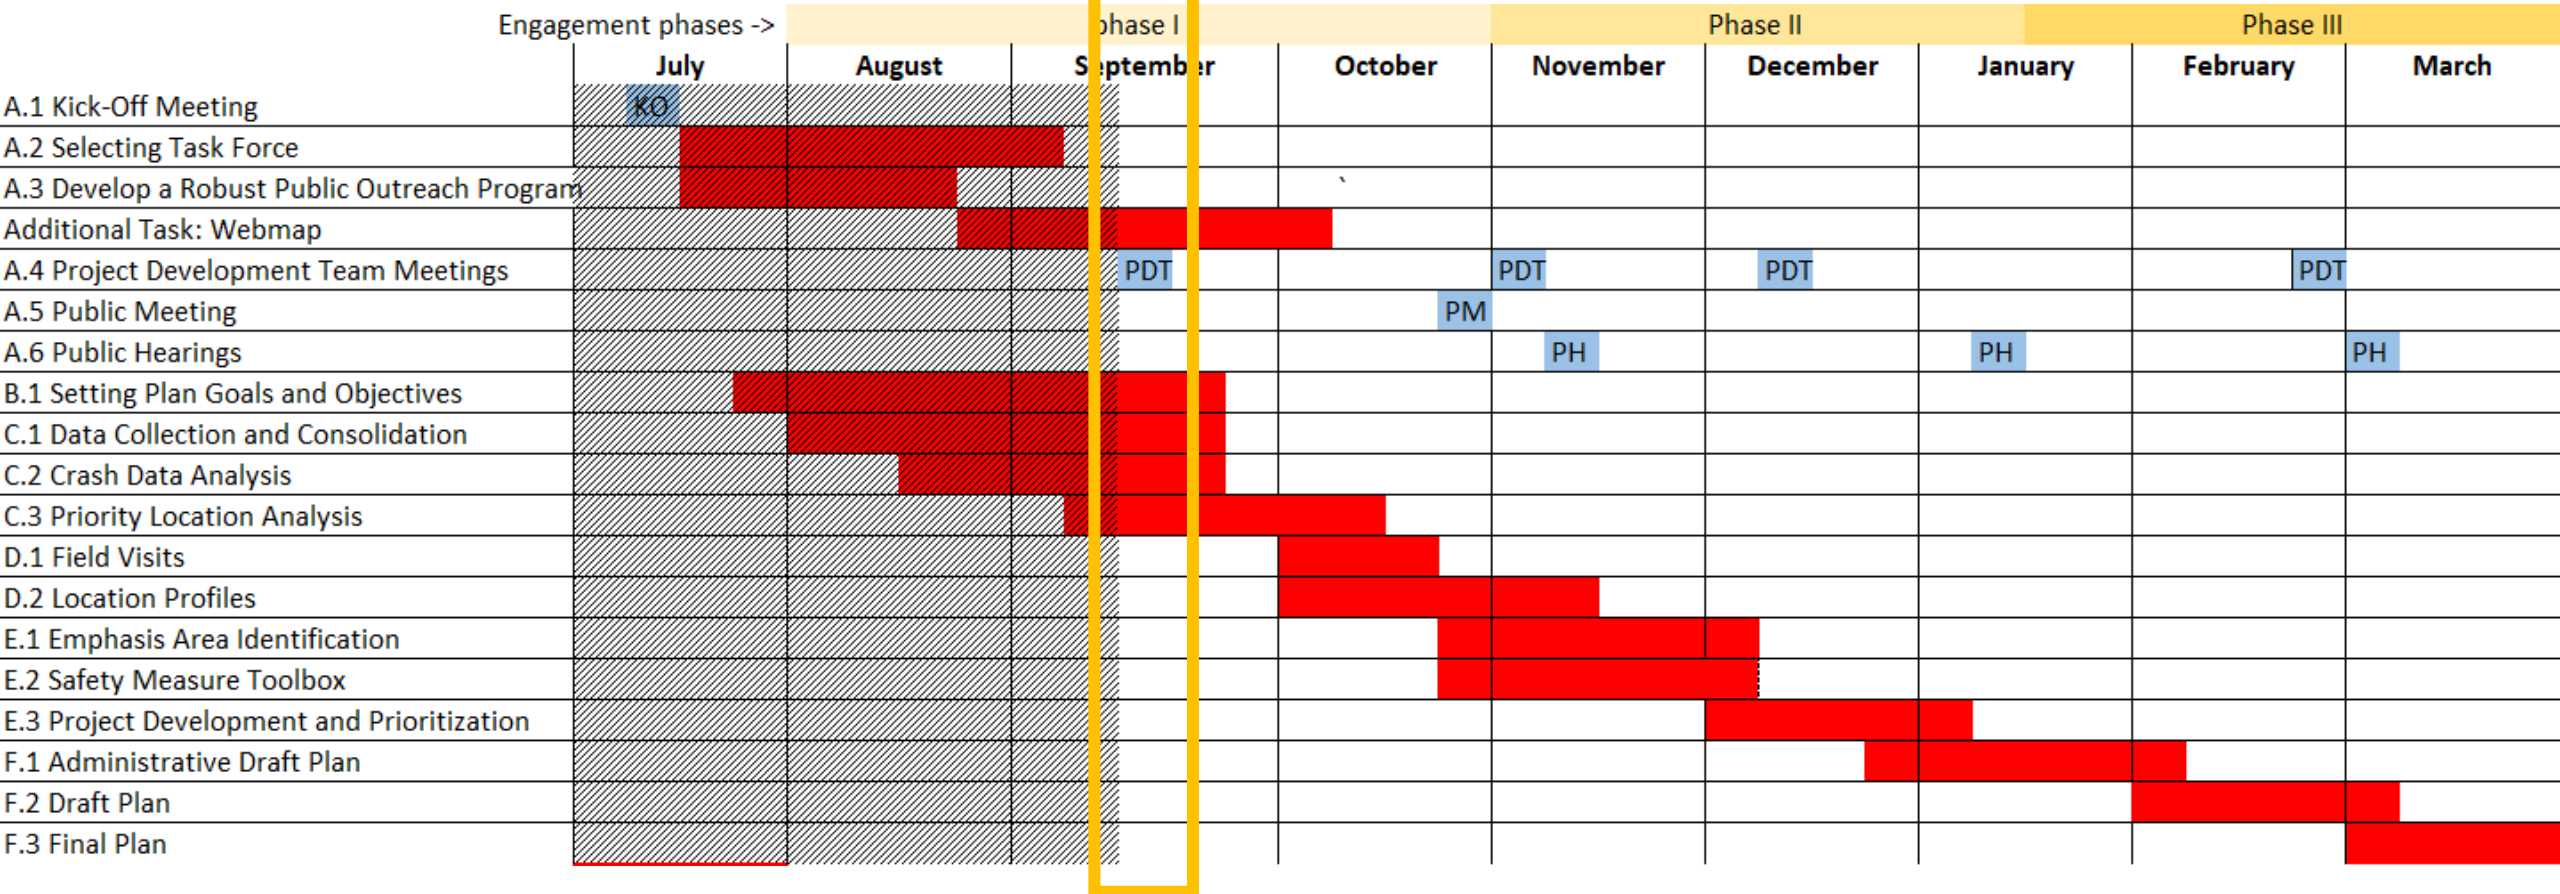 Engagement phases -> phase I Phase II Phase III
July August September October November December January February March
A.1 Kick-Off Meeting KO
A.2 Selecting Task Force
A.3 Develop a Robust Public Outreach Program `
Additional Task: Webmap
A.4 Project Development Team Meetings PDT PDT PDT PDT
A.5 Public Meeting PM
A.6 Public Hearings PH PH PH
B.1 Setting Plan Goals and Objectives
C.1 Data Collection and Consolidation
C.2 Crash Data Analysis
C.3 Priority Location Analysis
D.1 Field Visits
D.2 Location Profiles
E.1 Emphasis Area Identification
E.2 Safety Measure Toolbox
E.3 Project Development and Prioritization
F.1 Administrative Draft Plan
F.2 Draft Plan
F.3 Final Plan